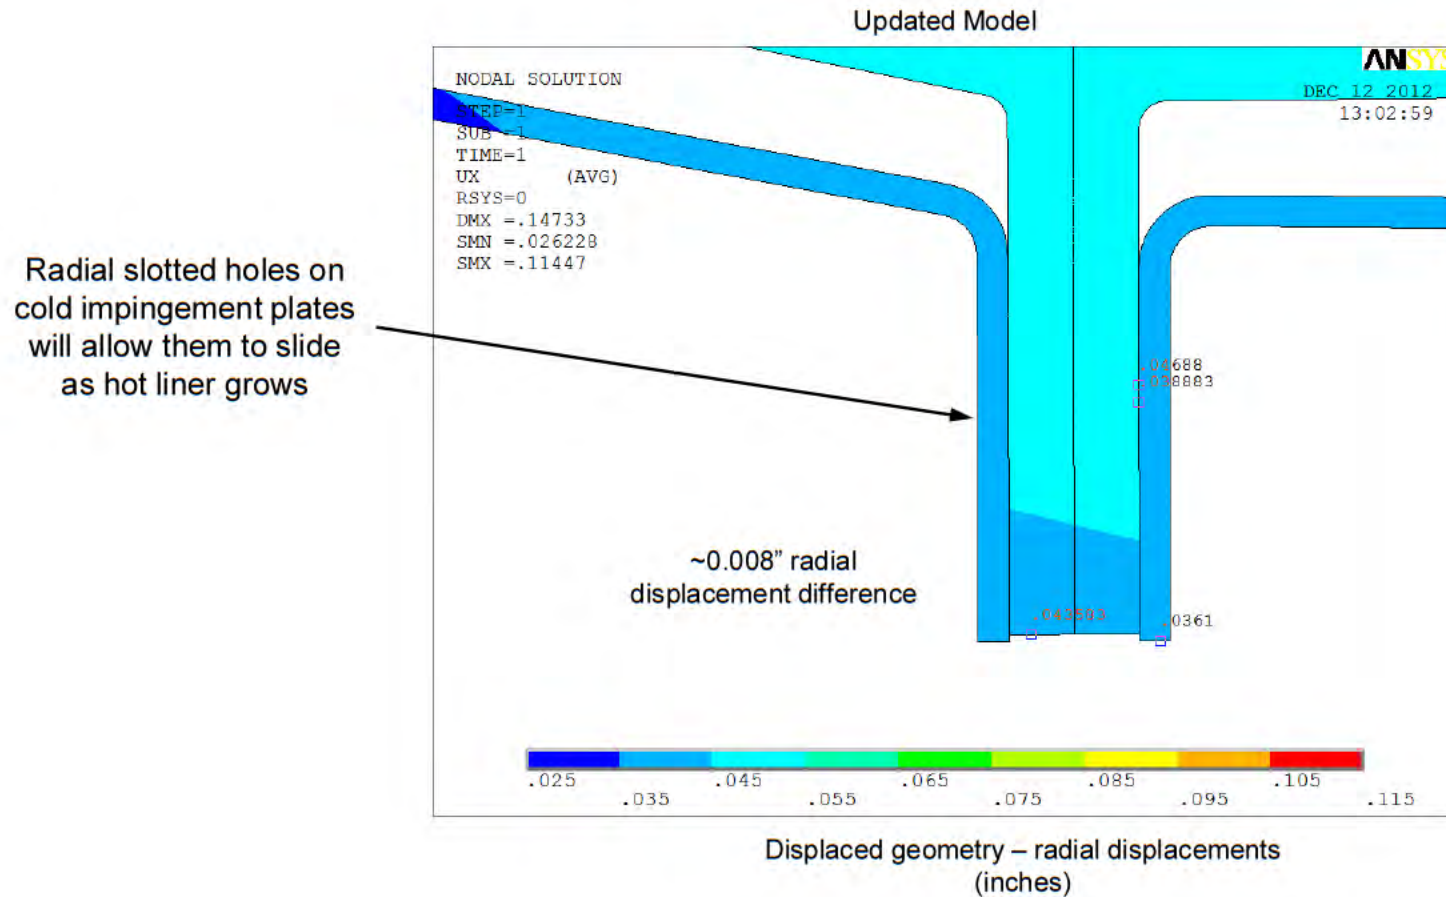 Updated Model
ANSYS
NODAL SOLUTION
DEC 12 2012
13:02:59
STEP=1
SUB =1
TIME=1
UX (AVG)
RSYS=0
DMX =.14733
SMN =.026228
SMX =.11447
Radial slotted holes on
cold impingement plates
will allow them to slide
as hot liner grows
.04688
.038883
~0.008” radial
displacement difference
.043503
.0361
.025 .045 .065 .085 .105
.035 .055 .075 .095 .115
Displaced geometry – radial displacements
(inches)